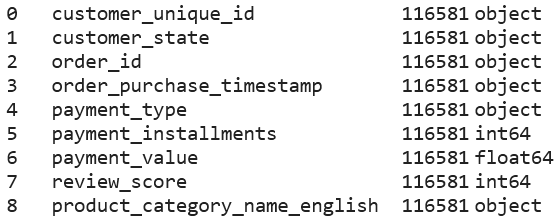 0 customer_unique_id 116581 object
1 customer_state 116581 object
2 order_id 116581 object
3 order_purchase_timestamp 116581 object
4 payment_type 116581 object
5 payment_installments 116581 int64
6 payment_value 116581 float64
7 review_score 116581 int64
8 product_category_name_english 116581 object